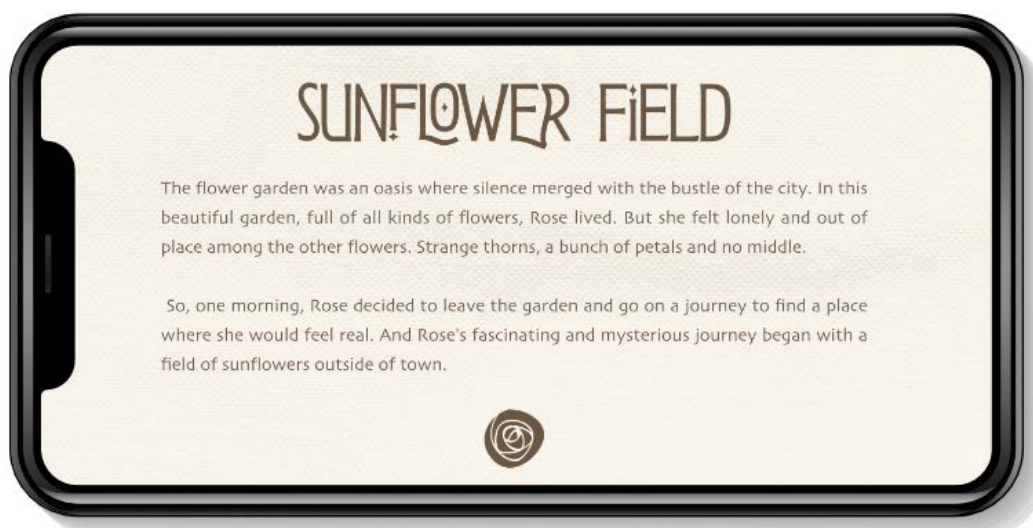 SUNFLOWER FiELD
The flower garden was an oasis where silence merged with the bustle of the city. In this
beautiful garden, full of all kinds of flowers, Rose lived. But she felt lonely and out of
place among the other flowers. Strange thorns, a bunch of petals and no middle.
So, one morning, Rose decided to leave the garden and go on a journey to find a place
where she would feel real. And Rose's fascinating and mysterious journey began with a
field of sunflowers outside of town.